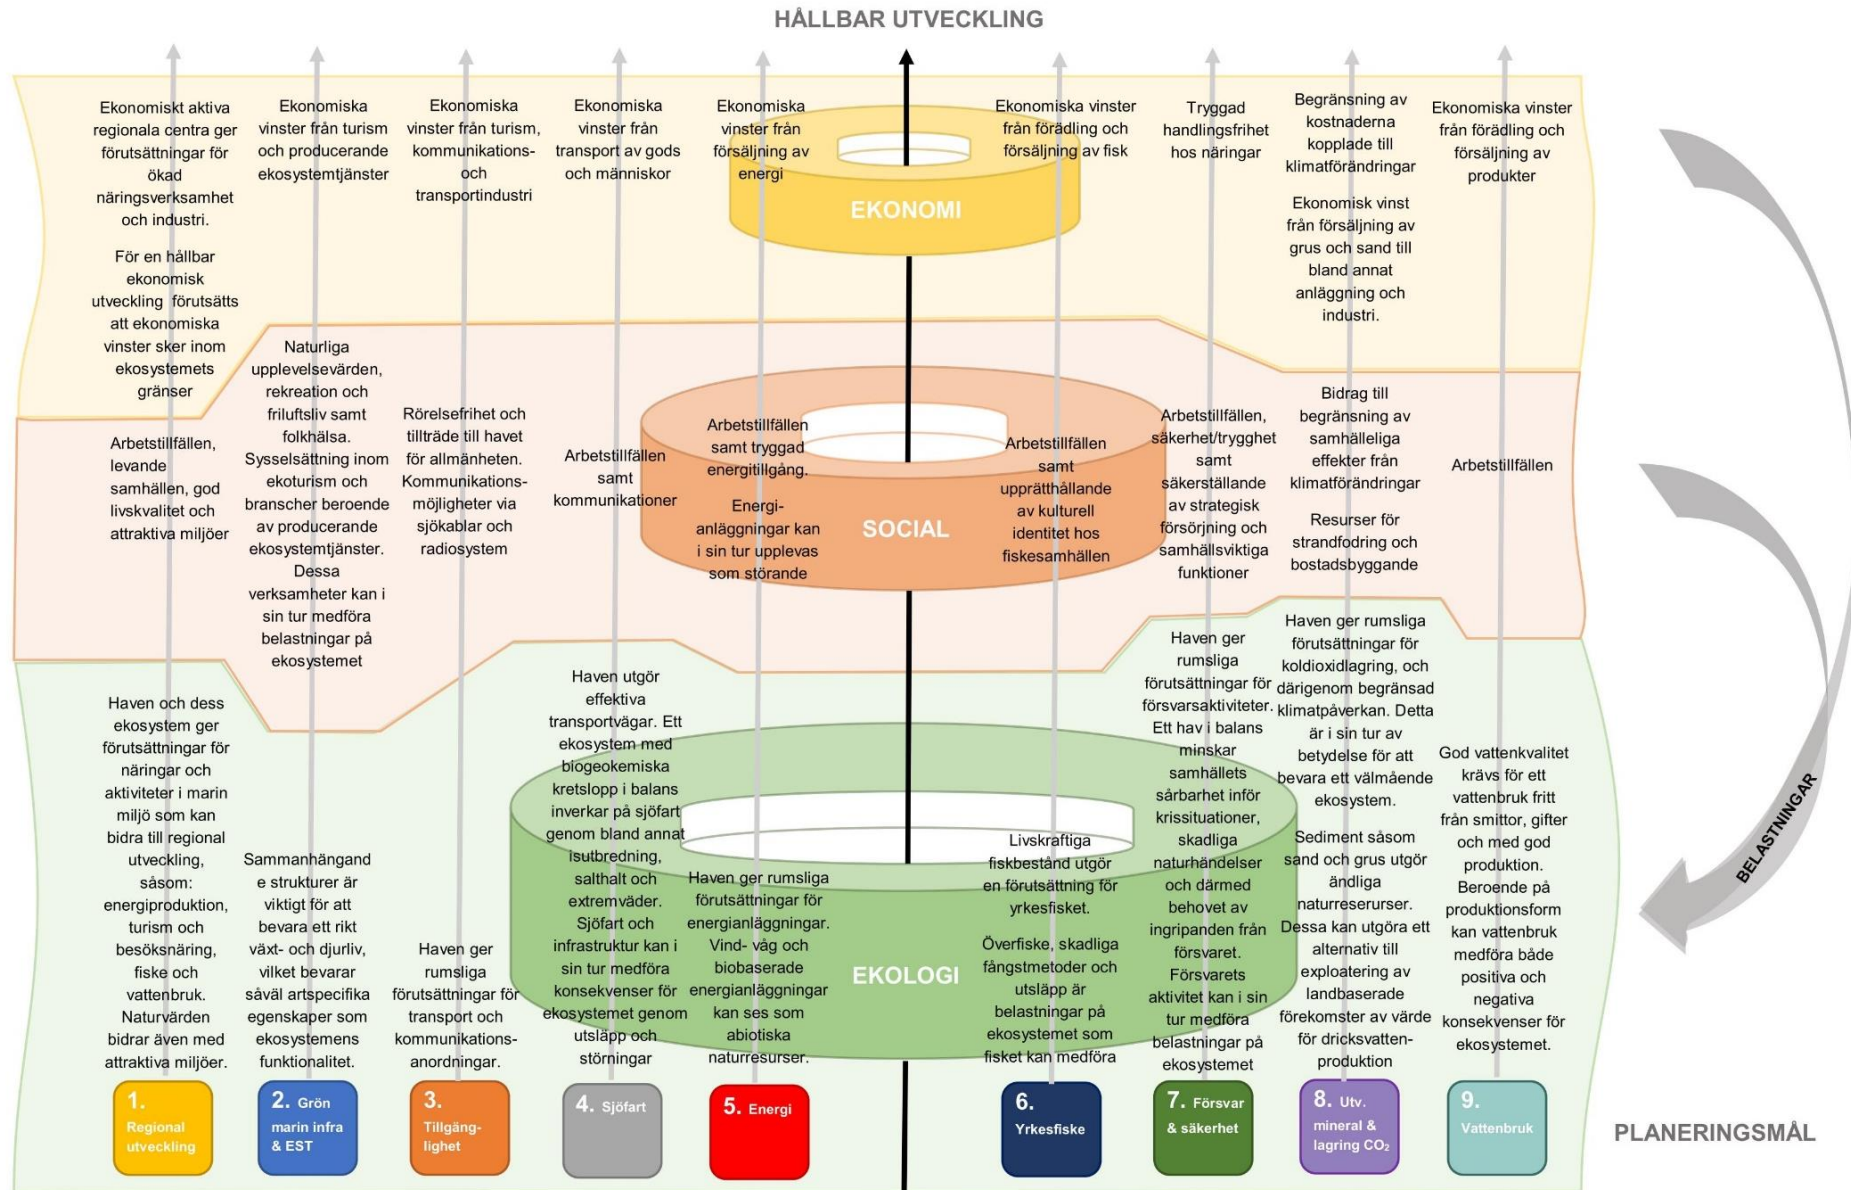 HÅLLBAR UTVECKLING
Ekonomiskt aktiva
regionala centra ger
förutsättningar för
ökad
näringsverksamhet
och industri.
För en hållbar
ekonomisk
utveckling förutsätts
att ekonomiska
vinster sker inom
ekosystemets
gränser
Ekonomiska
vinster från turism
och producerande
ekosystemtjänster
Ekonomiska
vinster från turism,
kommunikations-
och
transportindustri
Ekonomiska
vinster från
transport av gods
och människor
Ekonomiska
vinster från
försäljning av
energi
EKONOMI
Ekonomiska vinster
från förädling och
försäljning av fisk
Tryggad
handlingsfrihet
hos näringar
Begränsning av
kostnaderna
kopplade till
klimatförändringar
Ekonomisk vinst
från försäljning av
grus och sand till
bland annat
anläggning och
industri.
Ekonomiska vinster
från förädling och
försäljning av
produkter
Arbetstillfällen,
levande
samhällen, god
livskvalitet och
attraktiva miljöer
Naturliga
upplevelsevärden,
rekreation och
friluftsliv samt
folkhälsa.
Sysselsättning inom
ekoturism och
branscher beroende
av producerande
ekosystemtjänster.
Dessa
verksamheter kan i
sin tur medföra
belastningar på
ekosystemet
Rörelsefrihet och
tillträde till havet
för allmänheten.
Kommunikations-
möjligheter via
sjökablar och
radiosystem
Arbetstillfällen
samt
kommunikationer
Arbetstillfällen
samt tryggad
energitillgång.
Energi-
anläggningar kan
i sin tur upplevas
som störande
SOCIAL
Arbetstillfällen
samt
upprätthållande
av kulturell
identitet hos
fiskesamhällen
Arbetstillfällen,
säkerhet/trygghet
samt
säkerställande
av strategisk
försörjning och
samhällsviktiga
funktioner
Bidrag till
begränsning av
samhälleliga
effekter från
klimatförändringar
Resurser för
strandfodring och
bostadsbyggande
Arbetstillfällen
Haven och dess
ekosystem ger
förutsättningar för
näringar och
aktiviteter i marin
miljö som kan
bidra till regional
utveckling,
såsom:
energiproduktion,
turism och
besöksnäring,
fiske och
vattenbruk.
Naturvärden
bidrar även med
attraktiva miljöer.
Sammanhängand
e strukturer är
viktigt för att
bevara ett rikt
växt- och djurliv,
vilket bevarar
såväl artspecifika
egenskaper som
ekosystemens
funktionalitet.
Haven ger
rumsliga
förutsättningar för
transport och
kommunikations-
anordningar.
Haven utgör
effektiva
transportvägar. Ett
ekosystem med
biogeokemiska
kretslopp i balans
inverkar på sjöfart
genom bland annat
isutbredning,
salthalt och
extremväder.
Sjöfart och
infrastruktur kan i
sin tur medföra
konsekvenser för
ekosystemet genom
utsläpp och
störningar
Haven ger rumsliga
förutsättningar för
energianläggningar.
Vind- våg och
biobaserade
energianläggningar
kan ses som
abiotiska
naturresurser.
EKOLOGI
Livskraftiga
fiskbestånd utgör
en förutsättning för
yrkesfisket.
Överfiske, skadliga
fångstmetoder och
utsläpp är
belastningar på
ekosystemet som
fisket kan medföra
Haven ger
rumsliga
förutsättningar för
försvarsaktiviteter.
Ett hav i balans
minskar
samhällets
sårbarhet inför
krissituationer,
skadliga
naturhändelser
och därmed
behovet av
ingripanden från
försvaret.
Försvarets
aktivitet kan i sin
tur medföra
belastningar på
ekosystemet
Haven ger rumsliga
förutsättningar för
koldioxidlagring, och
därigenom begränsad
klimatpåverkan. Detta
är i sin tur av
betydelse för att
bevara ett välmående
ekosystem.
Sediment såsom
sand och grus utgör
ändliga
naturreserurser.
Dessa kan utgöra ett
alternativ till
exploatering av
landbaserade
förekomster av värde
för dricksvatten-
produktion
God vattenkvalitet
krävs för ett
vattenbruk fritt
från smittor, gifter
och med god
produktion.
Beroende på
produktionsform
kan vattenbruk
medföra både
positiva och
negativa
konsekvenser för
ekosystemet.
BELASTNINGAR
1.
Regional
utveckling
2. Grön
marin infra
& EST
3.
Tillgäng-
lighet
4. Sjöfart
5. Energi
6.
Yrkesfiske
7. Försvar
& säkerhet
8. Utv.
mineral &
lagring CO₂
9.
Vattenbruk
PLANERINGSMÅL